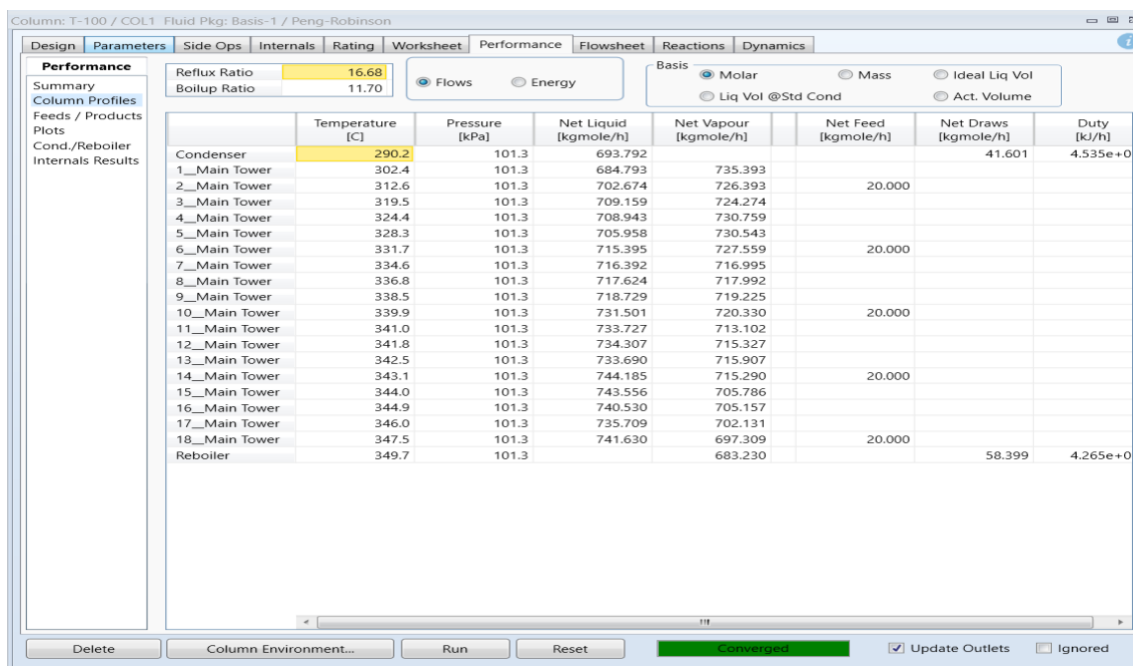 Column: T-100 / COL1 Fluid Pkg: Basis-1 / Peng-Robinson
Design Parameters Side Ops Internals Rating Worksheet Performance Flowsheet Reactions Dynamics
Performance
Summary
Column Profiles
Feeds / Products
Plots
Cond./Reboiler
Internals Results
Reflux Ratio 16.68
Boilup Ratio 11.70
Flows Energy
Basis
Molar Mass Ideal Liq Vol
Liq Vol @Std Cond Act. Volume
Temperature Pressure Net Liquid Net Vapour Net Feed Net Draws Duty
[C] [kPa] [kgmole/h] [kgmole/h] [kgmole/h] [kgmole/h] [kJ/h]
Condenser 290.2 101.3 693.792 41.601 4.535e+0
1__Main Tower 302.4 101.3 684.793 735.393
2__Main Tower 312.6 101.3 702.674 726.393 20.000
3__Main Tower 319.5 101.3 709.159 724.274
4__Main Tower 324.4 101.3 708.943 730.759
5__Main Tower 328.3 101.3 705.958 730.543
6__Main Tower 331.7 101.3 715.395 727.559 20.000
7__Main Tower 334.6 101.3 716.392 716.995
8__Main Tower 336.8 101.3 717.624 717.992
9__Main Tower 338.5 101.3 718.729 719.225
10__Main Tower 339.9 101.3 731.501 720.330 20.000
11__Main Tower 341.0 101.3 733.727 713.102
12__Main Tower 341.8 101.3 734.307 715.327
13__Main Tower 342.5 101.3 733.690 715.907
14__Main Tower 343.1 101.3 744.185 715.290 20.000
15__Main Tower 344.0 101.3 743.556 705.786
16__Main Tower 344.9 101.3 740.530 705.157
17__Main Tower 346.0 101.3 735.709 702.131
18__Main Tower 347.5 101.3 741.630 697.309 20.000
Reboiler 349.7 101.3 683.230 58.399 4.265e+0
Delete Column Environment... Run Reset Converged Update Outlets Ignored